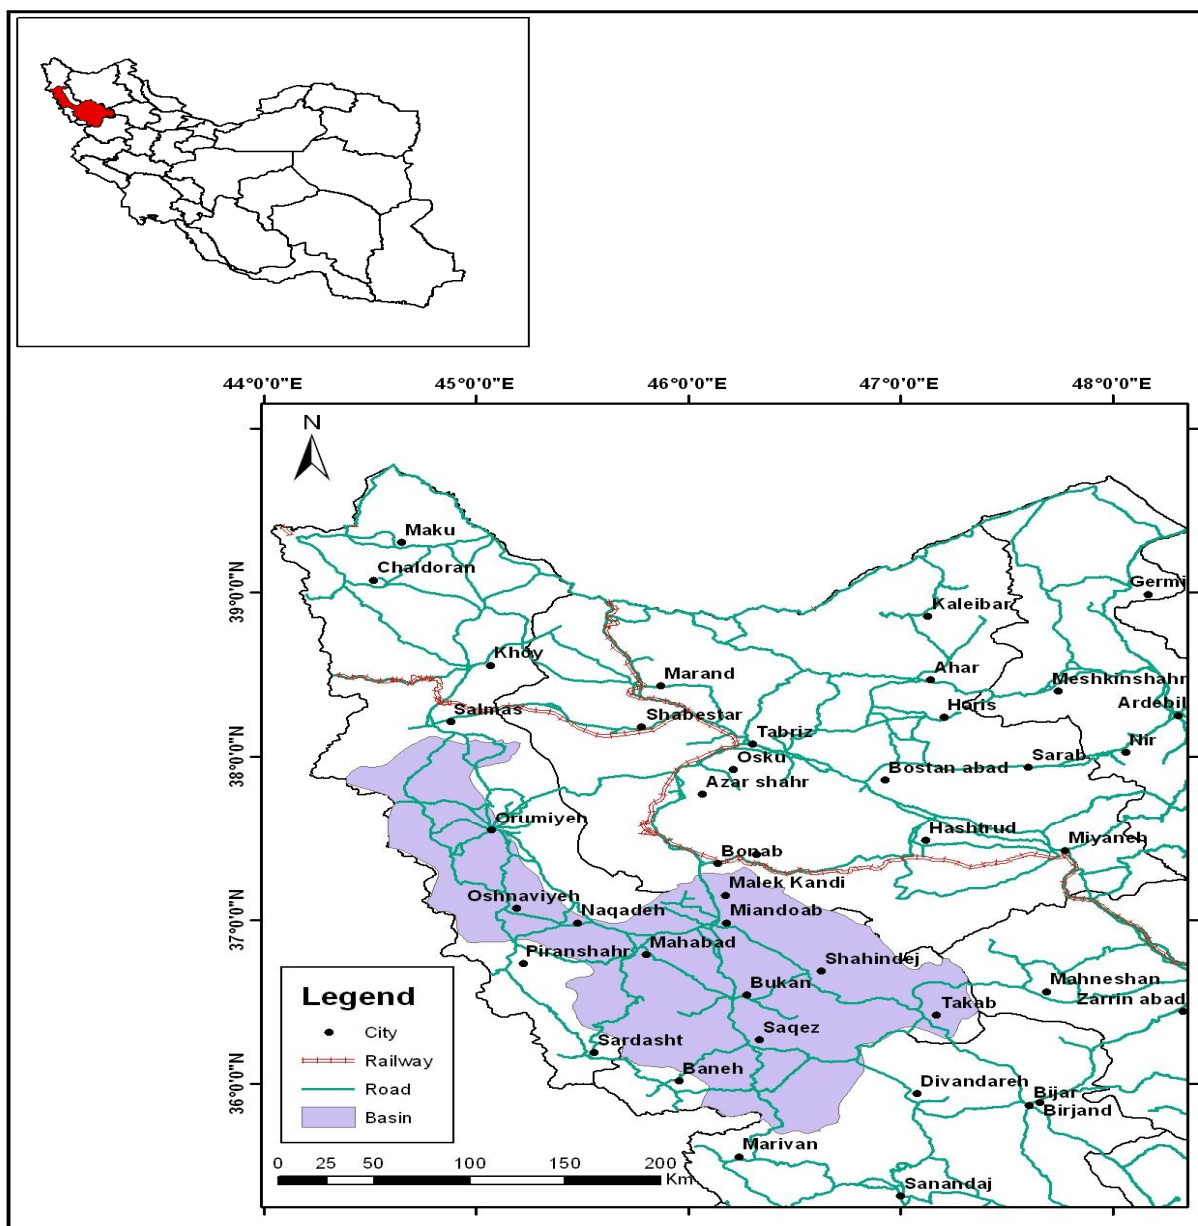 44°0'0"E 45°0'0"E 46°0'0"E 47°0'0"E 48°0'0"E
N
Maku
Chaldoran
39°0'0"N
Germi
Kaleibar
Khoy
Marand
Ahar
Meshkinshahr
Salmas
Shabestar
Horis
Ardebil
Tabriz
Nir
38°0'0"N
Osku
Sarab
Azar shahr
Bostan abad
Orumiyeh
Hashtrud
Miyaneh
Bonab
Malek Kandi
Oshnaviyeh
Naqadeh
Miandoab
37°0'0"N
Piranshahr
Mahabad
Shahindej
Mahneshan
Bukan
Takab
Zarrin abad
Saqez
Sardasht
Baneh
36°0'0"N
Divandareh
Bijar
Birjand
Marivan
Sanandaj
Legend
City
Railway
Road
Basin
0 25 50 100 150 200
Km